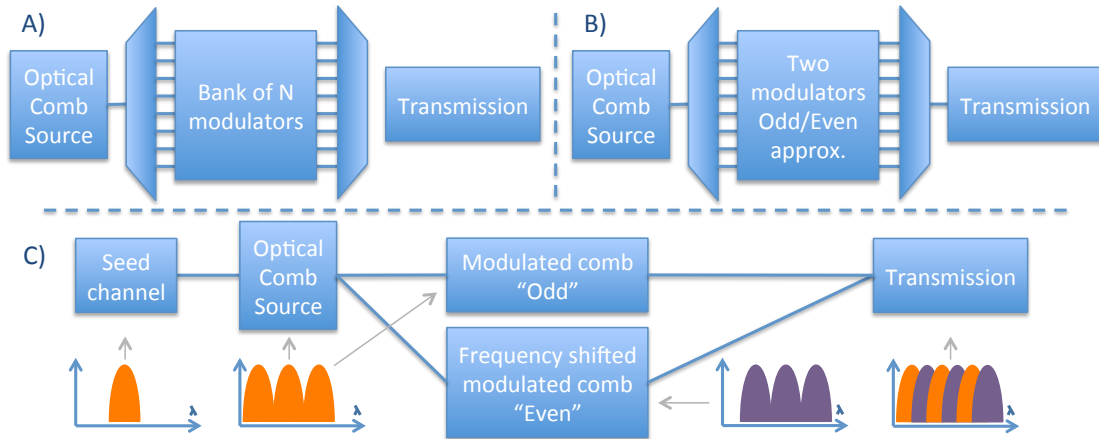 A)
Optical
Comb
Source
Bank of N
modulators
Transmission
B)
Optical
Comb
Source
Two
modulators
Odd/Even
approx.
Transmission
C)
Seed
channel
Optical
Comb
Source
Modulated comb
“Odd”
Frequency shifted
modulated comb
“Even”
Transmission
λ
λ
λ
λ